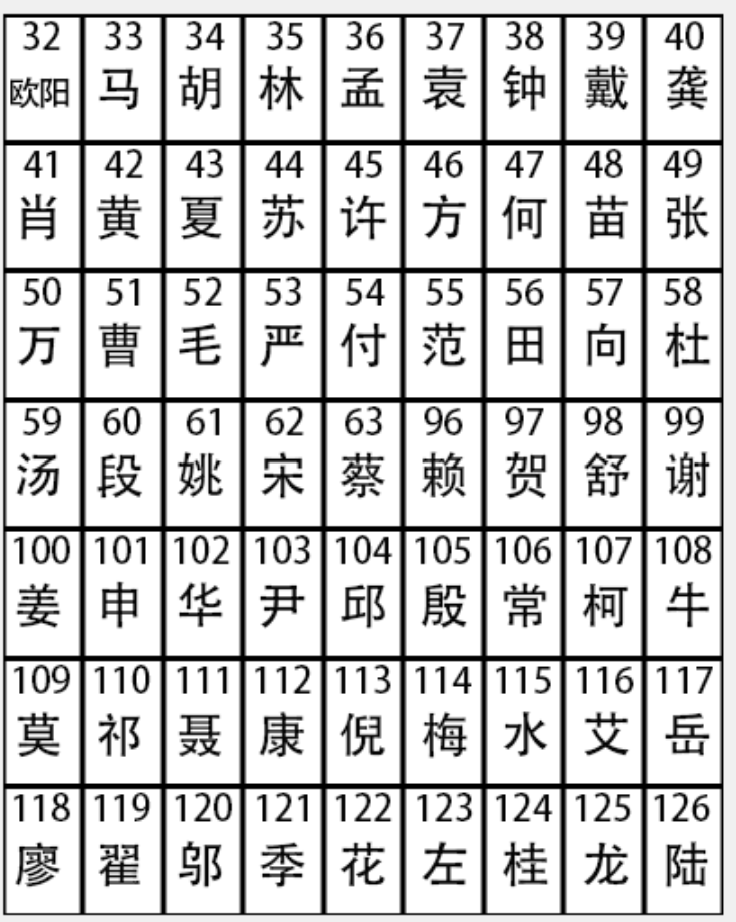 32 33 34 35 36 37 38 39 40
欧阳 马 胡 林 孟 袁 钟 戴 龚
41 42 43 44 45 46 47 48 49
肖 黄 夏 苏 许 方 何 苗 张
50 51 52 53 54 55 56 57 58
万 曹 毛 严 付 范 田 向 杜
59 60 61 62 63 96 97 98 99
汤 段 姚 宋 蔡 赖 贺 舒 谢
100 101 102 103 104 105 106 107 108
姜 申 华 尹 邱 殷 常 柯 牛
109 110 111 112 113 114 115 116 117
莫 祁 聂 康 倪 梅 水 艾 岳
118 119 120 121 122 123 124 125 126
廖 翟 邬 季 花 左 桂 龙 陆